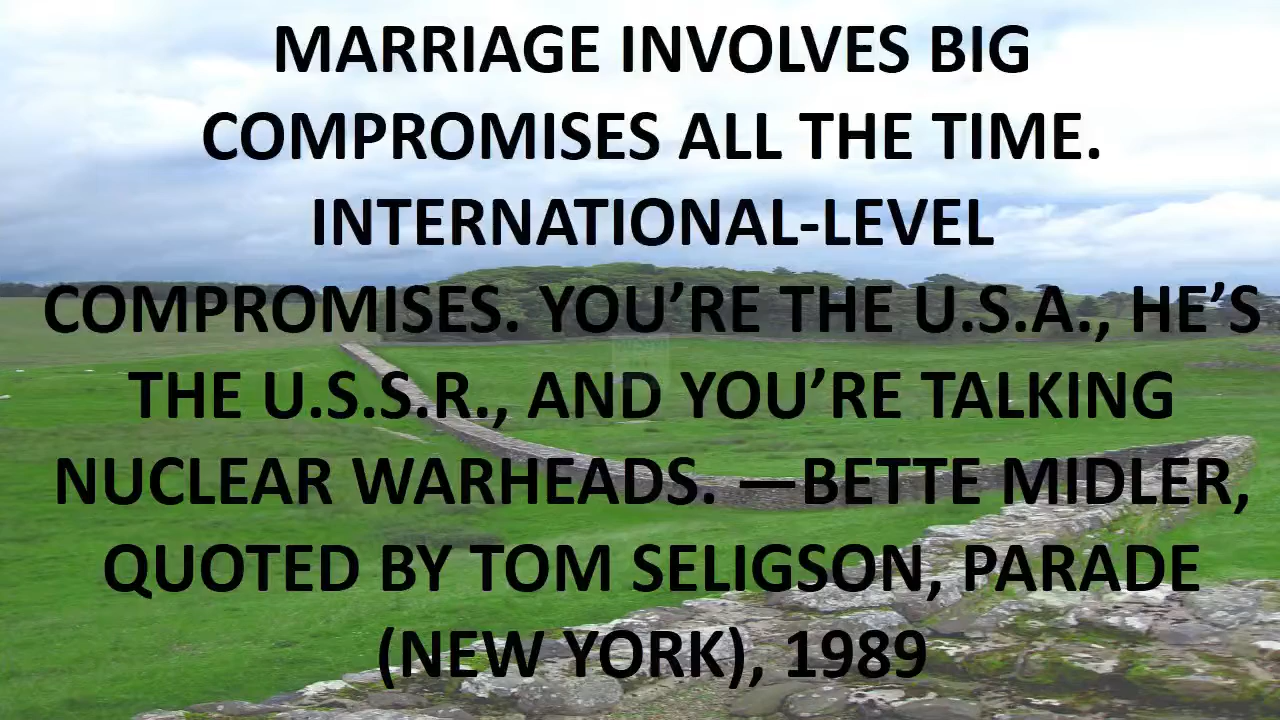 MARRIAGE INVOLVES BIG
COMPROMISES ALL THE TIME.
INTERNATIONAL-LEVEL
COMPROMISES. YOU’RE THE U.S.A., HE’S
THE U.S.S.R., AND YOU’RE TALKING
NUCLEAR WARHEADS. —BETTE MIDLER,
QUOTED BY TOM SELIGSON, PARADE
(NEW YORK), 1989